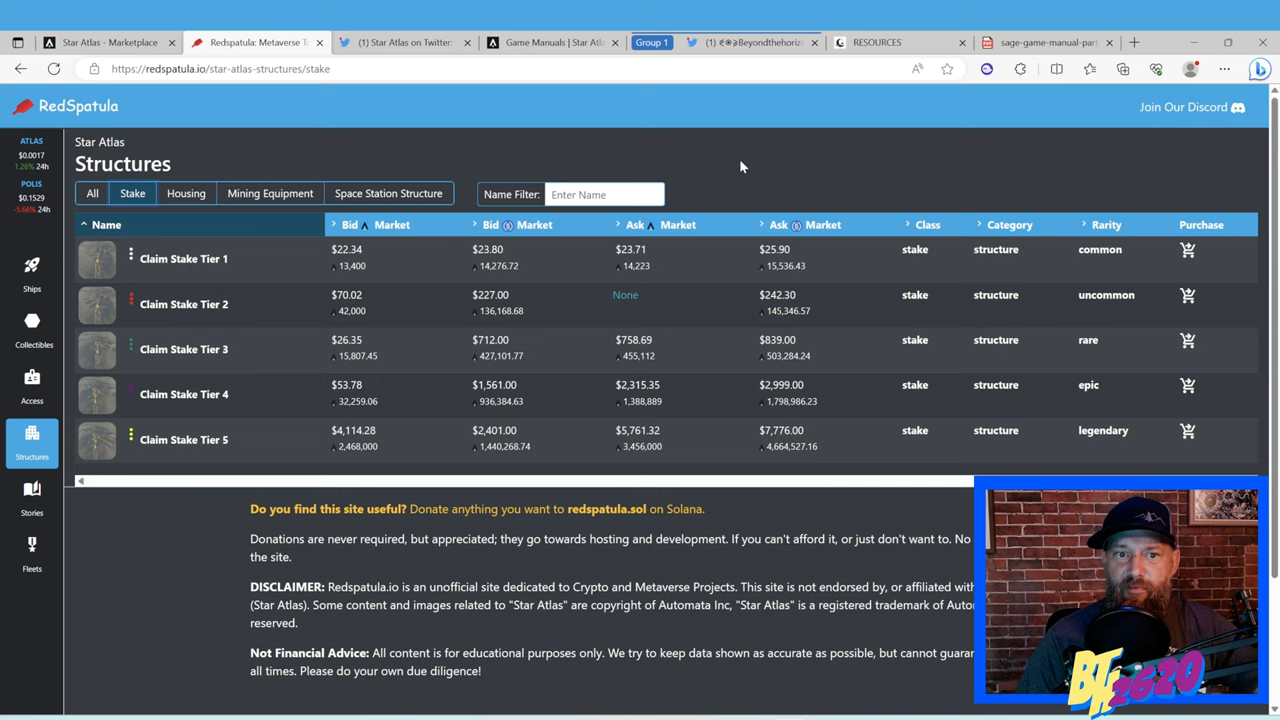 Star Atlas - Marketplace
Redspatula: Metaverse T
(1) Star Atlas on Twitter:
Game Manuals | Star Atl
Group 1
RESOURCES
sage-game-manual-part
https://redspatula.io/star-atlas-structures/stake
RedSpatula
Join Our Discord
ATLAS
$0.0017
1.26% 24h
POLIS
$0.1529
-5.66% 24h
Ships
Collectibles
Access
Structures
Stories
Fleets
Star Atlas
Structures
All Stake Housing Mining Equipment Space Station Structure Name Filter: Enter Name
Name Bid Market Bid Market Ask Market Ask Market Class Category Rarity Purchase
Claim Stake Tier 1 $22.34 $23.80 $23.71 $25.90 stake structure common
13,400 14,276.72 14,223 15,536.43
Claim Stake Tier 2 $70.02 $227.00 None $242.30 stake structure uncommon
42,000 136,168.68 145,346.57
Claim Stake Tier 3 $26.35 $712.00 $758.69 $839.00 stake structure rare
15,807.45 427,101.77 455,112 503,284.24
Claim Stake Tier 4 $53.78 $1,561.00 $2,315.35 $2,999.00 stake structure epic
32,259.06 936,384.63 1,388,889 1,798,986.23
Claim Stake Tier 5 $4,114.28 $2,401.00 $5,761.32 $7,776.00 stake structure legendary
2,468,000 1,440,268.74 3,456,000 4,664,527.16
Do you find this site useful? Donate anything you want to redspatula.sol on Solana.
Donations are never required, but appreciated; they go towards hosting and development. If you can't afford it, or just don't want to. No
the site.
DISCLAIMER: Redspatula.io is an unofficial site dedicated to Crypto and Metaverse Projects. This site is not endorsed by, or affiliated with
(Star Atlas). Some content and images related to "Star Atlas" are copyright of Automata Inc, "Star Atlas" is a registered trademark of Auton
reserved.
Not Financial Advice: All content is for educational purposes only. We try to keep data shown as accurate as possible, but cannot guarar
all times. Please do your own due diligence!
BTH2620